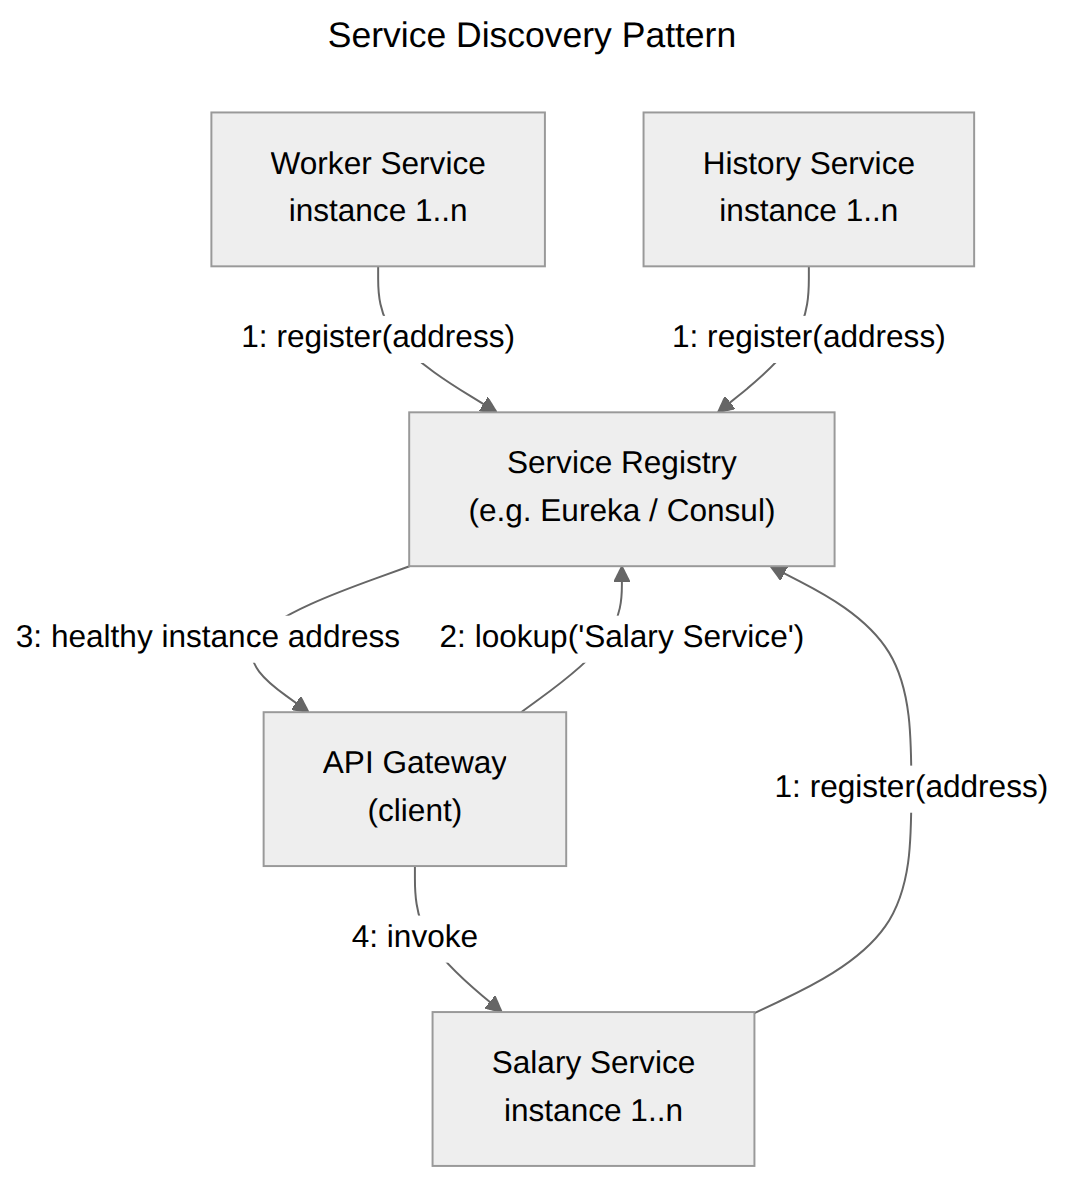 Service Discovery Pattern
Worker Service
instance 1..n
History Service
instance 1..n
1: register(address)
1: register(address)
Service Registry
(e.g. Eureka / Consul)
3: healthy instance address
2: lookup('Salary Service')
API Gateway
(client)
1: register(address)
4: invoke
Salary Service
instance 1..n